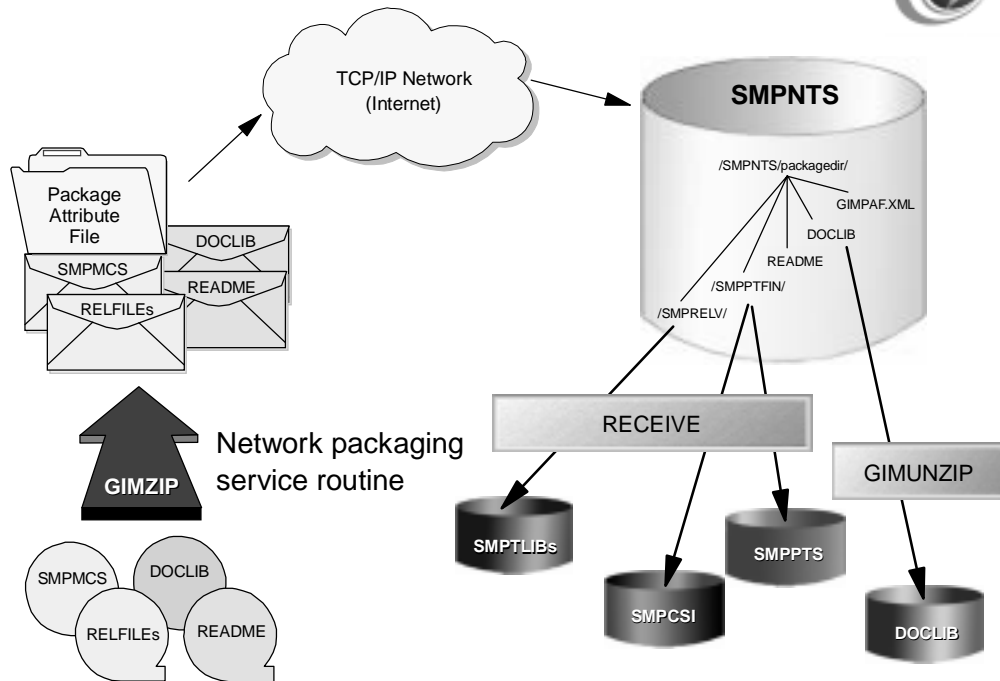 TCP/IP Network
(Internet)
SMPNTS
/SMPNTS/packagedir/
GIMPAF.XML
DOCLIB
README
/SMPPTFIN/
/SMPRELV/
Package
Attribute
File
DOCLIB
SMPMCS
README
RELFILEs
RECEIVE
GIMUNZIP
Network packaging
service routine
GIMZIP
SMPTLIBs
SMPPTS
SMPCSI
DOCLIB
SMPMCS
DOCLIB
RELFILEs
README